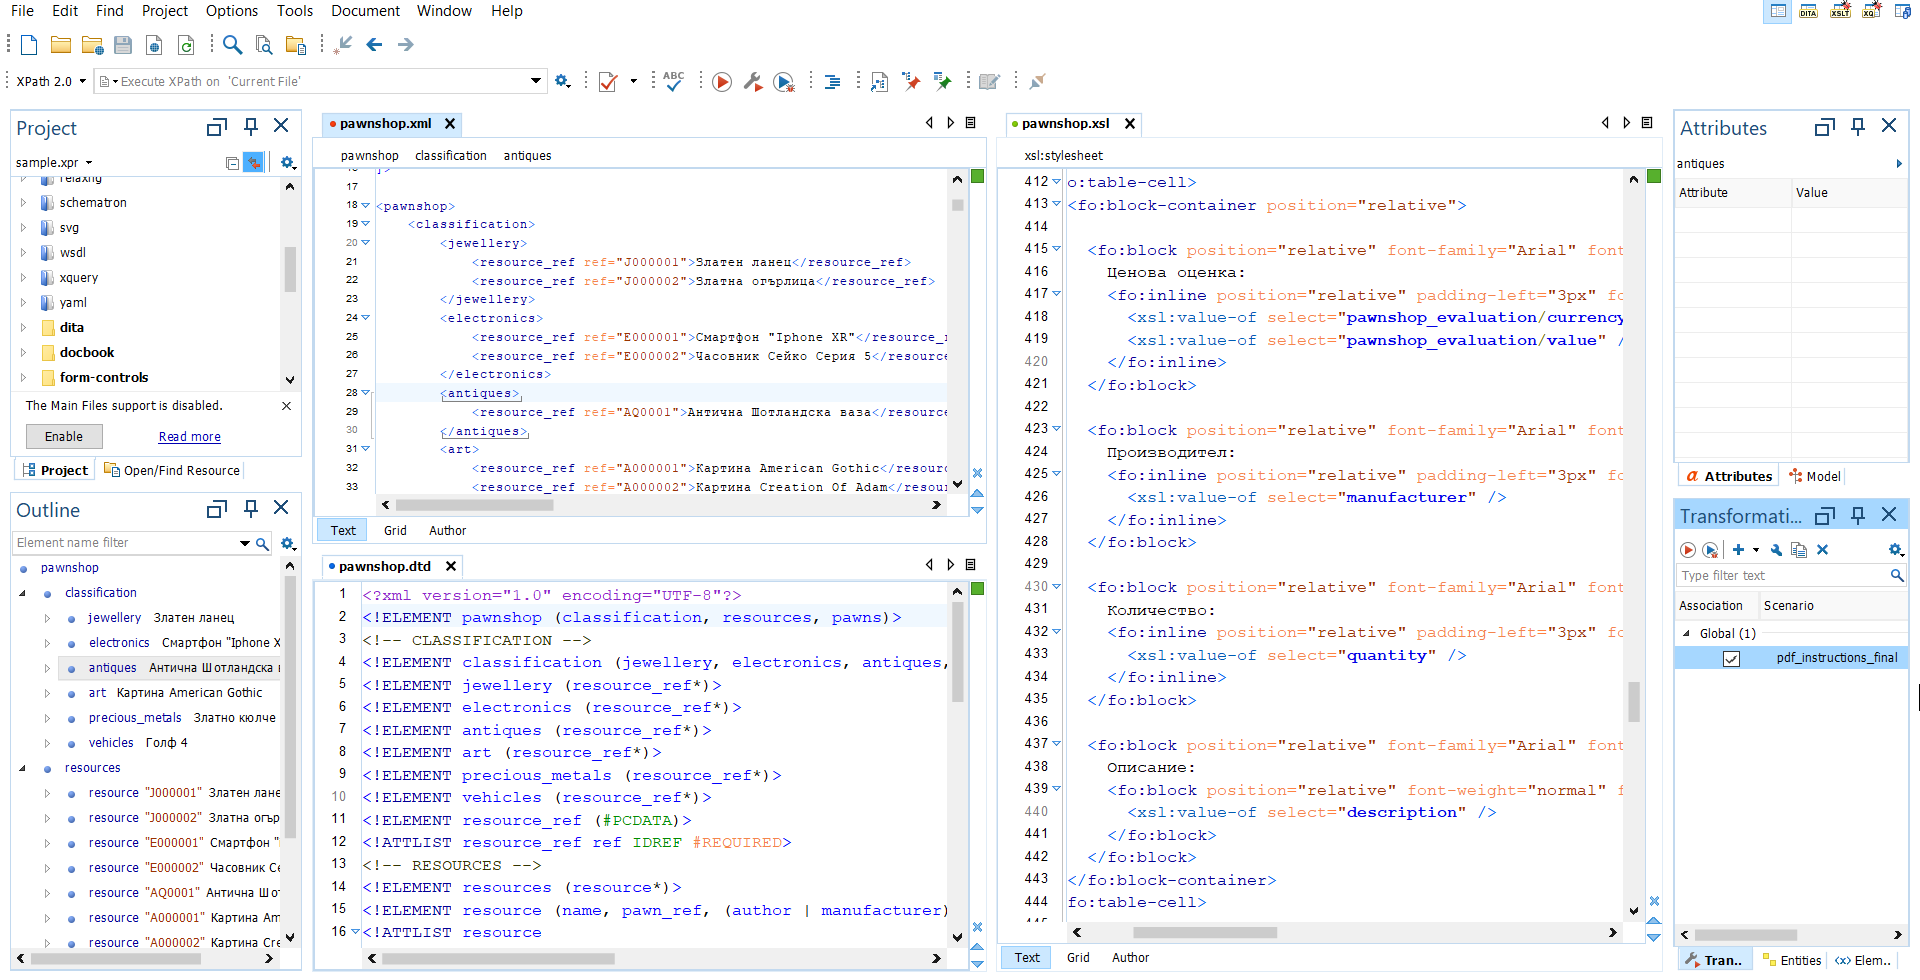 File Edit Find Project Options Tools Document Window Help
XPath 2.0 Execute XPath on 'Current File'
Project
sample.xpr
relaxng
schematron
svg
wsdl
xquery
yaml
dita
docbook
form-controls
The Main Files support is disabled.
Enable Read more
Project Open/Find Resource
Outline
Element name filter
pawnshop
classification
jewellery Златен ланец
electronics Смартфон "Iphone X
antiques Антична Шотландска
art Картина American Gothic
precious_metals Златно кюлче
vehicles Голф 4
resources
resource "J000001" Златен лане
resource "J000002" Златна огър
resource "E000001" Смартфон "
resource "E000002" Часовник Се
resource "AQ0001" Антична Шот
resource "A000001" Картина Am
resource "A000002" Картина Cre
pawnshop.xml
pawnshop classification antiques
16 ]>
17
18 <pawnshop>
19 <classification>
20 <jewellery>
21 <resource_ref ref="J000001">Златен ланец</resource_ref>
22 <resource_ref ref="J000002">Златна огърлица</resource_ref>
23 </jewellery>
24 <electronics>
25 <resource_ref ref="E000001">Смартфон "Iphone XR"</resource_r
26 <resource_ref ref="E000002">Часовник Сейко Серия 5</resource
27 </electronics>
28 <antiques>
29 <resource_ref ref="AQ0001">Антична Шотландска ваза</resource
30 </antiques>
31 <art>
32 <resource_ref ref="A000001">Картина American Gothic</resour
33 <resource_ref ref="A000002">Картина Creation Of Adam</resour
Text Grid Author
pawnshop.dtd
1 <?xml version="1.0" encoding="UTF-8"?>
2 <!ELEMENT pawnshop (classification, resources, pawns)>
3 <!-- CLASSIFICATION -->
4 <!ELEMENT classification (jewellery, electronics, antiques,
5 <!ELEMENT jewellery (resource_ref*)>
6 <!ELEMENT electronics (resource_ref*)>
7 <!ELEMENT antiques (resource_ref*)>
8 <!ELEMENT art (resource_ref*)>
9 <!ELEMENT precious_metals (resource_ref*)>
10 <!ELEMENT vehicles (resource_ref*)>
11 <!ELEMENT resource_ref (#PCDATA)>
12 <!ATTLIST resource_ref ref IDREF #REQUIRED>
13 <!-- RESOURCES -->
14 <!ELEMENT resources (resource*)>
15 <!ELEMENT resource (name, pawn_ref, (author | manufacturer)
16 <!ATTLIST resource
pawnshop.xsl
xsl:stylesheet
412 o:table-cell>
413 <fo:block-container position="relative">
414
415 <fo:block position="relative" font-family="Arial" font
416 Ценова оценка:
417 <fo:inline position="relative" padding-left="3px" fo
418 <xsl:value-of select="pawnshop_evaluation/currency
419 <xsl:value-of select="pawnshop_evaluation/value" /
420 </fo:inline>
421 </fo:block>
422
423 <fo:block position="relative" font-family="Arial" font
424 Производител:
425 <fo:inline position="relative" padding-left="3px" fo
426 <xsl:value-of select="manufacturer" />
427 </fo:inline>
428 </fo:block>
429
430 <fo:block position="relative" font-family="Arial" font
431 Количество:
432 <fo:inline position="relative" padding-left="3px" fo
433 <xsl:value-of select="quantity" />
434 </fo:inline>
435 </fo:block>
436
437 <fo:block position="relative" font-family="Arial" font
438 Описание:
439 <fo:block position="relative" font-weight="normal" f
440 <xsl:value-of select="description" />
441 </fo:block>
442 </fo:block>
443 </fo:block-container>
444 fo:table-cell>
Text Grid Author
Attributes
antiques
Attribute Value
Attributes Model
Transformati...
Type filter text
Association Scenario
Global (1)
pdf_instructions_final
Tran.. Entities Elem..